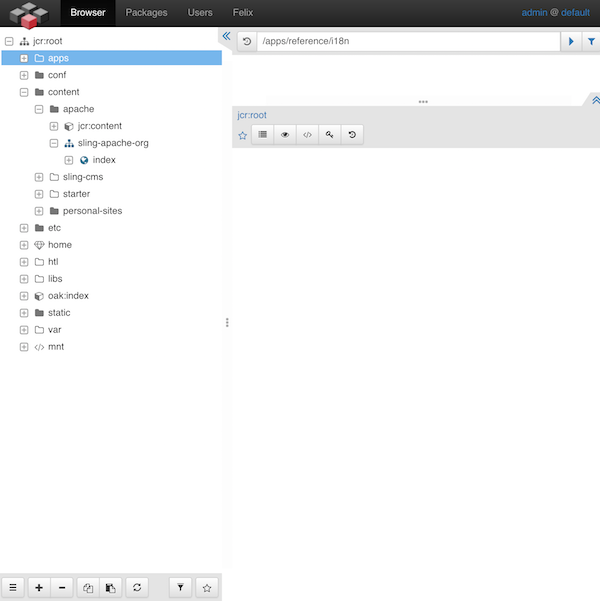 Browser Packages Users Felix admin @ default
jcr:root
apps
conf
content
apache
jcr:content
sling-apache-org
index
sling-cms
starter
personal-sites
etc
home
htl
libs
oak:index
static
var
mnt
/apps/reference/i18n
jcr:root